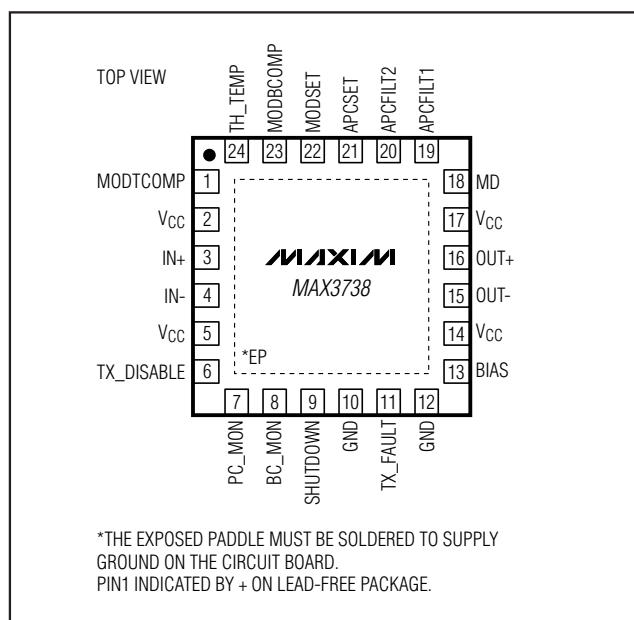 TOP VIEW
TH_TEMP
MODBCOMP
MODSET
APCSET
APCFILT2
APCFILT1
24 23 22 21 20 19
MODTCOMP 1
VCC 2
IN+ 3
IN- 4
VCC 5
TX_DISABLE 6
18 MD
17 VCC
16 OUT+
15 OUT-
14 VCC
13 BIAS
MAXIM
MAX3738
*EP
7 8 9 10 11 12
PC_MON
BC_MON
SHUTDOWN
GND
TX_FAULT
GND
*THE EXPOSED PADDLE MUST BE SOLDERED TO SUPPLY
GROUND ON THE CIRCUIT BOARD.
PIN1 INDICATED BY + ON LEAD-FREE PACKAGE.